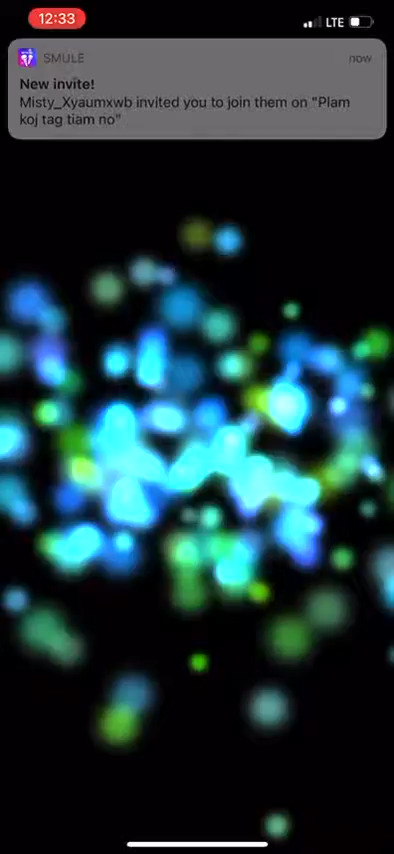 12:33
LTE
SMULE
now
New invite!
Misty_Xyaumxwb invited you to join them on "Plam
koj tag tiam no"